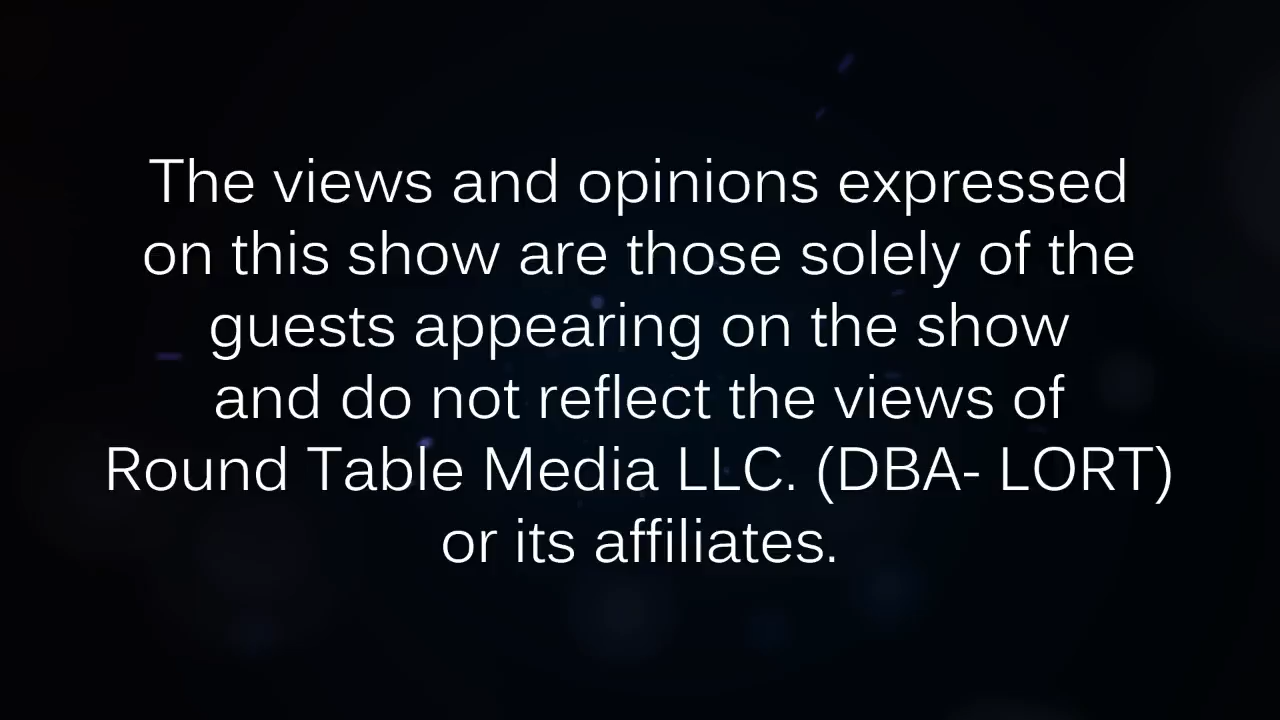 The views and opinions expressed
on this show are those solely of the
guests appearing on the show
and do not reflect the views of
Round Table Media LLC. (DBA- LORT)
or its affiliates.